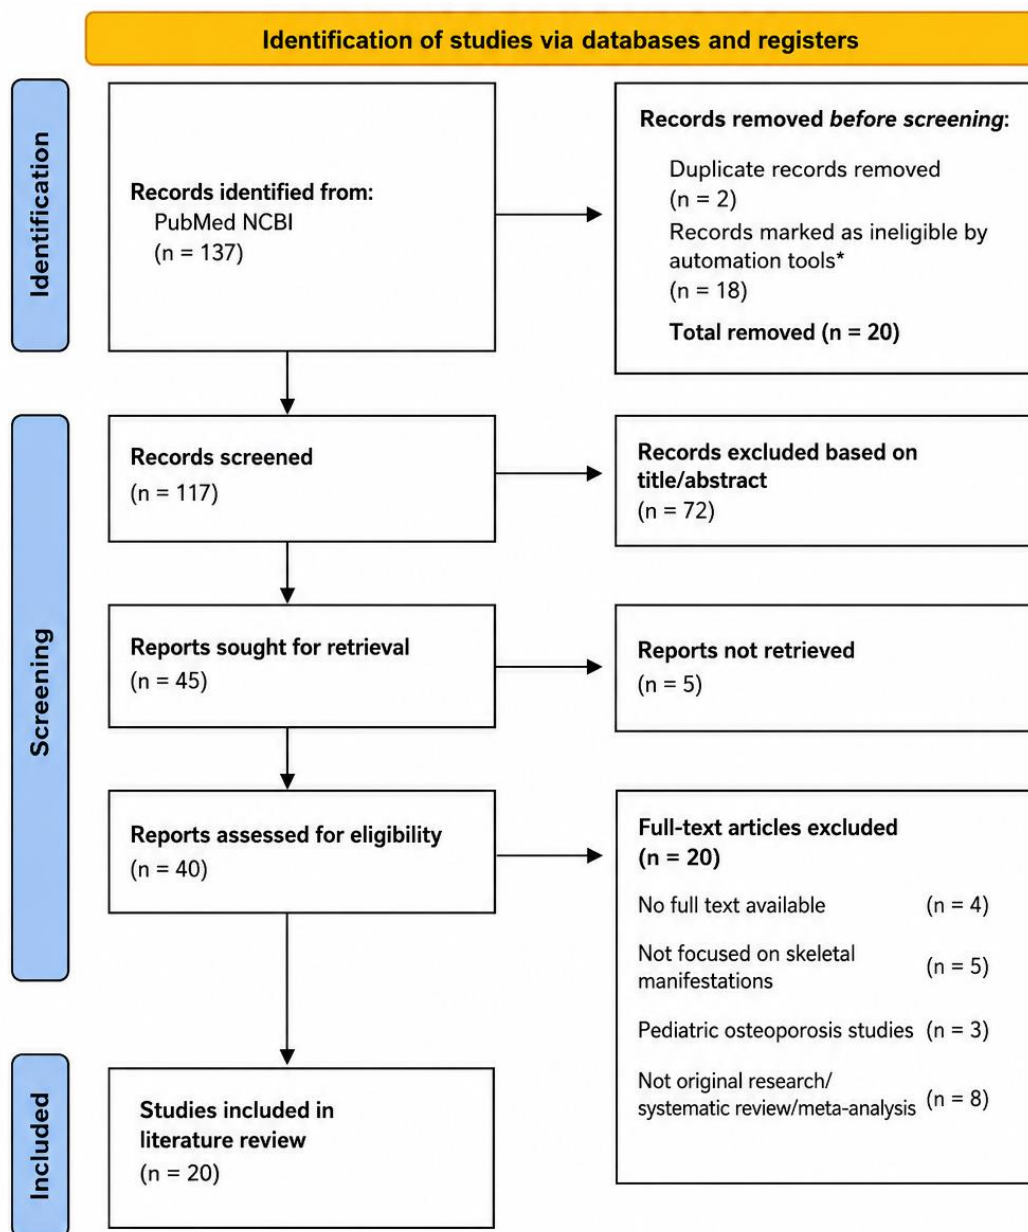 Identification of studies via databases and registers
Identification
Records identified from:
PubMed NCBI
(n = 137)
Records removed before screening:
Duplicate records removed
(n = 2)
Records marked as ineligible by
automation tools*
(n = 18)
Total removed (n = 20)
Screening
Records screened
(n = 117)
Records excluded based on
title/abstract
(n = 72)
Reports sought for retrieval
(n = 45)
Reports not retrieved
(n = 5)
Reports assessed for eligibility
(n = 40)
Full-text articles excluded
(n = 20)
No full text available (n = 4)
Not focused on skeletal
manifestations (n = 5)
Pediatric osteoporosis studies (n = 3)
Not original research/
systematic review/meta-analysis (n = 8)
Included
Studies included in
literature review
(n = 20)